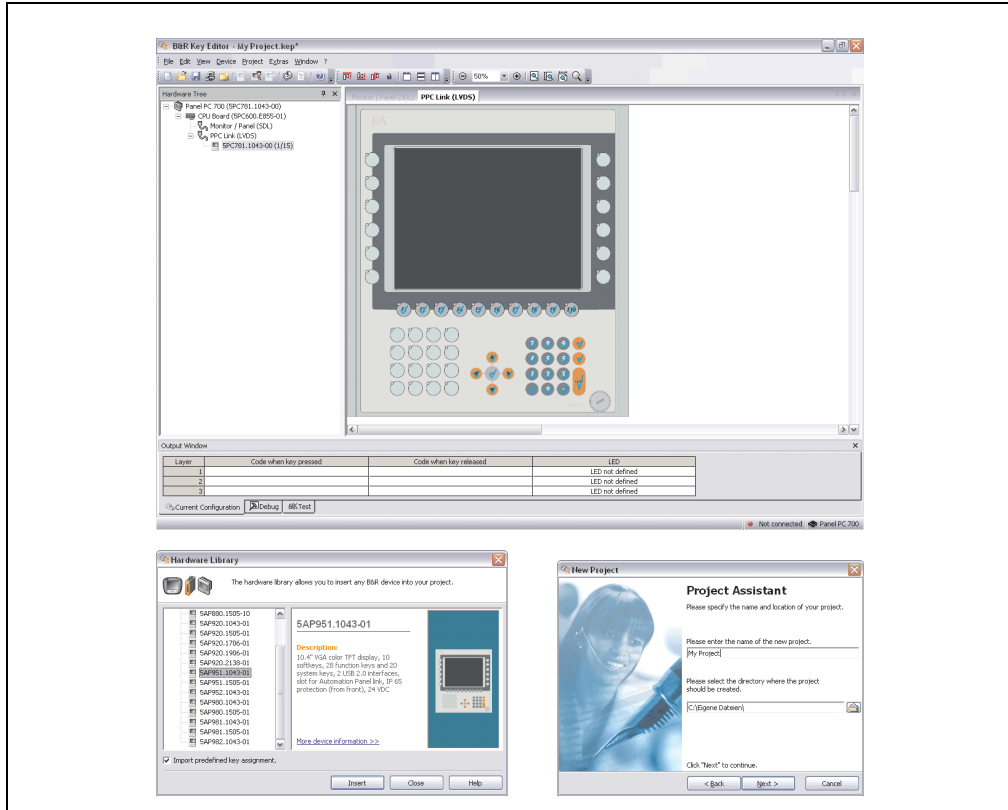 B&R Key Editor - My Project.kep*
File Edit View Device Project Extras Window ?
50%
Hardware Tree
Monitor / Panel (SDL) PPC Link (LVDS)
Panel PC 700 (5PC781.1043-00)
CPU Board (5PC600.E855-01)
Monitor / Panel (SDL)
PPC Link (LVDS)
5PC781.1043-00 (1/15)
Output Window
Layer Code when key pressed Code when key released LED
1 LED not defined
2 LED not defined
3 LED not defined
Current Configuration Debug Test
Not connected Panel PC 700
Hardware Library
The hardware library allows you to insert any B&R device into your project.
5AP880.1505-10
5AP920.1043-01
5AP920.1505-01
5AP920.1706-01
5AP920.1906-01
5AP920.2138-01
5AP951.1043-01
5AP951.1505-01
5AP952.1043-01
5AP980.1043-01
5AP980.1505-01
5AP981.1043-01
5AP981.1505-01
5AP982.1043-01
5AP951.1043-01
Description:
10.4" VGA color TFT display, 10
softkeys, 28 function keys and 20
system keys, 2 USB 2.0 interfaces,
slot for Automation Panel link, IP 65
protection (from front), 24 VDC
More device information >>
Import predefined key assignment.
Insert Close Help
New Project
Project Assistant
Please specify the name and location of your project.
Please enter the name of the new project.
My Project
Please select the directory where the project
should be created.
C:\Eigene Dateien\
Click "Next" to continue.
< Back Next > Cancel